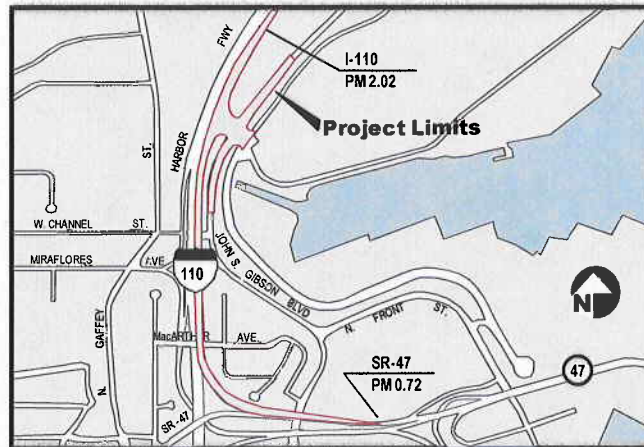 I-110
PM 2.02
FWY
HARBOR
Project Limits
ST.
W. CHANNEL ST.
MIRAFLORES AVE
110
JOHN S. GIBSON BLVD
N. FRONT ST.
N
N. GAFFEY
MacARTHER AVE.
SR-47
PM 0.72
47
SR-47